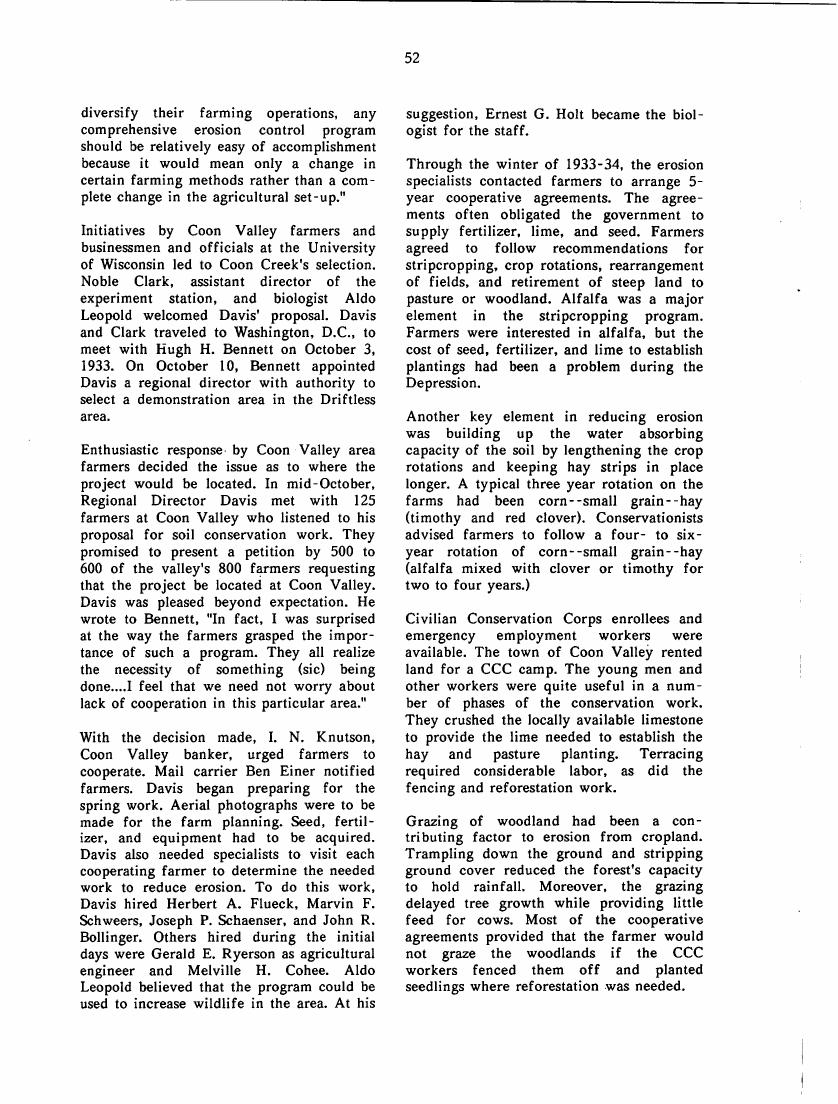 52
diversify their farming operations, any
comprehensive erosion control program
should be relatively easy of accomplishment
because it would mean only a change in
certain farming methods rather than a com-
plete change in the agricultural set-up."
Initiatives by Coon Valley farmers and
businessmen and officials at the University
of Wisconsin led to Coon Creek's selection.
Noble Clark, assistant director of the
experiment station, and biologist Aldo
Leopold welcomed Davis' proposal. Davis
and Clark traveled to Washington, D.C., to
meet with Hugh H. Bennett on October 3,
1933. On October 10, Bennett appointed
Davis a regional director with authority to
select a demonstration area in the Driftless
area.
Enthusiastic response by Coon Valley area
farmers decided the issue as to where the
project would be located. In mid-October,
Regional Director Davis met with 125
farmers at Coon Valley who listened to his
proposal for soil conservation work. They
promised to present a petition by 500 to
600 of the valley's 800 farmers requesting
that the project be located at Coon Valley.
Davis was pleased beyond expectation. He
wrote to Bennett, "In fact, I was surprised
at the way the farmers grasped the impor-
tance of such a program. They all realize
the necessity of something (sic) being
done....I feel that we need not worry about
lack of cooperation in this particular area."
With the decision made, I. N. Knutson,
Coon Valley banker, urged farmers to
cooperate. Mail carrier Ben Einer notified
farmers. Davis began preparing for the
spring work. Aerial photographs were to be
made for the farm planning. Seed, fertil-
izer, and equipment had to be acquired.
Davis also needed specialists to visit each
cooperating farmer to determine the needed
work to reduce erosion. To do this work,
Davis hired Herbert A. Flueck, Marvin F.
Schweers, Joseph P. Schaenser, and John R.
Bollinger. Others hired during the initial
days were Gerald E. Ryerson as agricultural
engineer and Melville H. Cohee. Aldo
Leopold believed that the program could be
used to increase wildlife in the area. At his
suggestion, Ernest G. Holt became the biol-
ogist for the staff.
Through the winter of 1933-34, the erosion
specialists contacted farmers to arrange 5-
year cooperative agreements. The agree-
ments often obligated the government to
supply fertilizer, lime, and seed. Farmers
agreed to follow recommendations for
stripcropping, crop rotations, rearrangement
of fields, and retirement of steep land to
pasture or woodland. Alfalfa was a major
element in the stripcropping program.
Farmers were interested in alfalfa, but the
cost of seed, fertilizer, and lime to establish
plantings had been a problem during the
Depression.
Another key element in reducing erosion
was building up the water absorbing
capacity of the soil by lengthening the crop
rotations and keeping hay strips in place
longer. A typical three year rotation on the
farms had been corn--small grain--hay
(timothy and red clover). Conservationists
advised farmers to follow a four- to six-
year rotation of corn--small grain--hay
(alfalfa mixed with clover or timothy for
two to four years.)
Civilian Conservation Corps enrollees and
emergency employment workers were
available. The town of Coon Valley rented
land for a CCC camp. The young men and
other workers were quite useful in a num-
ber of phases of the conservation work.
They crushed the locally available limestone
to provide the lime needed to establish the
hay and pasture planting. Terracing
required considerable labor, as did the
fencing and reforestation work.
Grazing of woodland had been a con-
tributing factor to erosion from cropland.
Trampling down the ground and stripping
ground cover reduced the forest's capacity
to hold rainfall. Moreover, the grazing
delayed tree growth while providing little
feed for cows. Most of the cooperative
agreements provided that the farmer would
not graze the woodlands if the CCC
workers fenced them off and planted
seedlings where reforestation was needed.